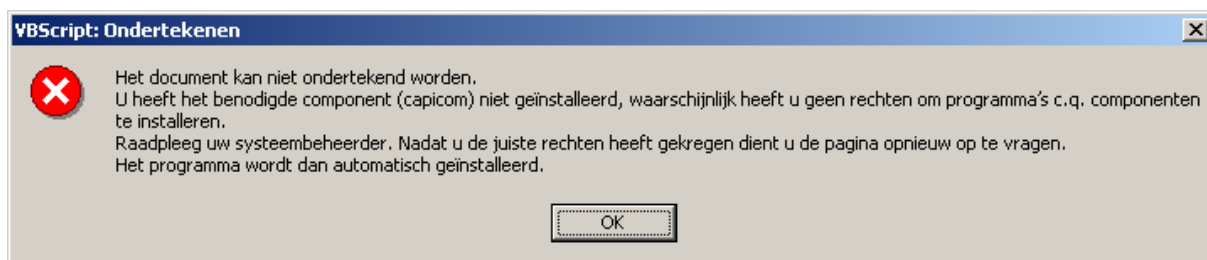 VBScript: Ondertekenen
Het document kan niet ondertekend worden.
U heeft het benodigde component (capicom) niet geïnstalleerd, waarschijnlijk heeft u geen rechten om programma's c.q. componenten
te installeren.
Raadpleeg uw systeembeheerder. Nadat u de juiste rechten heeft gekregen dient u de pagina opnieuw op te vragen.
Het programma wordt dan automatisch geïnstalleerd.
OK